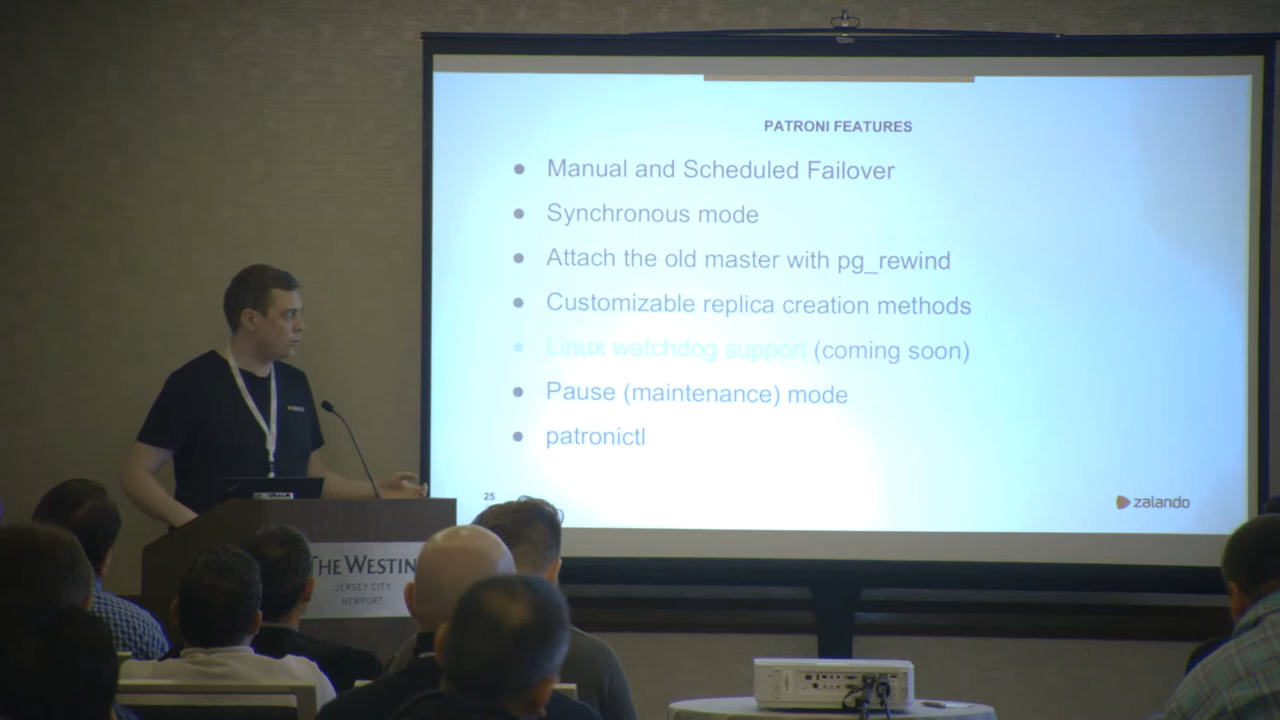 PATRONI FEATURES
● Manual and Scheduled Failover
● Synchronous mode
● Attach the old master with pg_rewind
● Customizable replica creation methods
● Linux watchdog support (coming soon)
● Pause (maintenance) mode
● patronictl
25
zalando
THE WESTIN
JERSEY CITY
NEWPORT